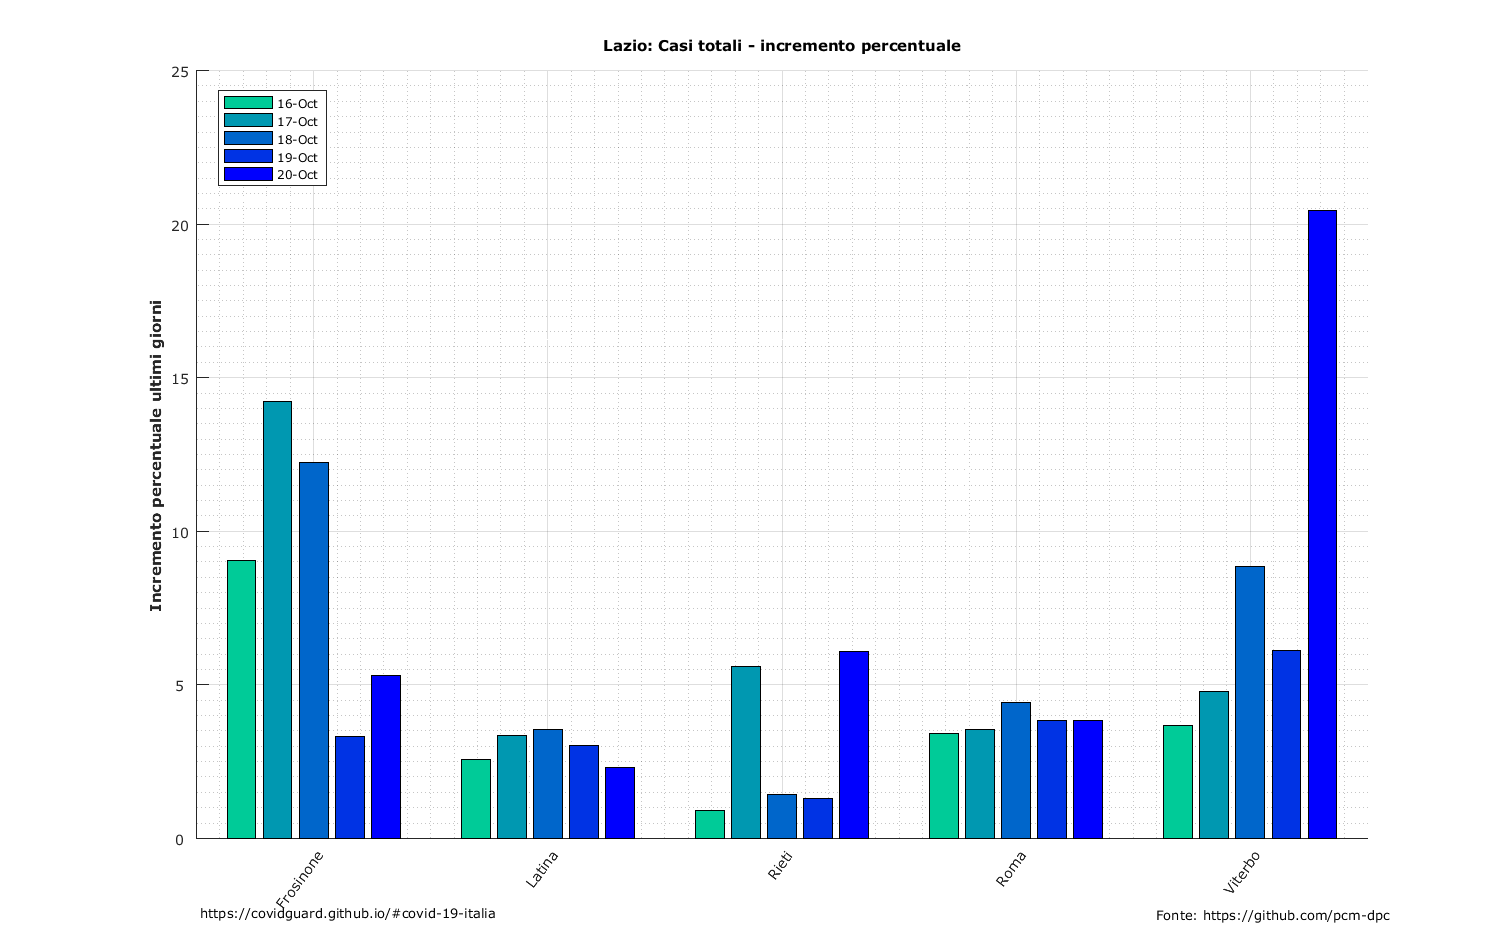 Lazio: Casi totali - incremento percentuale
25
20
15
10
5
0
Incremento percentuale ultimi giorni
16-Oct
17-Oct
18-Oct
19-Oct
20-Oct
Frosinone
Latina
Rieti
Roma
Viterbo
https://covidguard.github.io/#covid-19-italia
Fonte: https://github.com/pcm-dpc